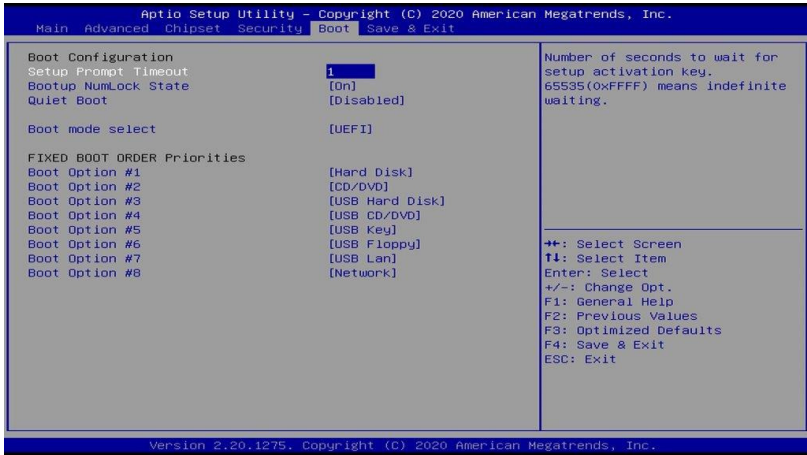 Aptio Setup Utility – Copyright (C) 2020 American Megatrends, Inc.
Main Advanced Chipset Security Boot Save & Exit
Boot Configuration
Setup Prompt Timeout 1
Bootup NumLock State [On]
Quiet Boot [Disabled]
Boot mode select [UEFI]
FIXED BOOT ORDER Priorities
Boot Option #1 [Hard Disk]
Boot Option #2 [CD/DVD]
Boot Option #3 [USB Hard Disk]
Boot Option #4 [USB CD/DVD]
Boot Option #5 [USB Key]
Boot Option #6 [USB Floppy]
Boot Option #7 [USB Lan]
Boot Option #8 [Network]
Number of seconds to wait for
setup activation key.
65535(0xFFFF) means indefinite
waiting.
→←: Select Screen
↑↓: Select Item
Enter: Select
+/-: Change Opt.
F1: General Help
F2: Previous Values
F3: Optimized Defaults
F4: Save & Exit
ESC: Exit
Version 2.20.1275. Copyright (C) 2020 American Megatrends, Inc.